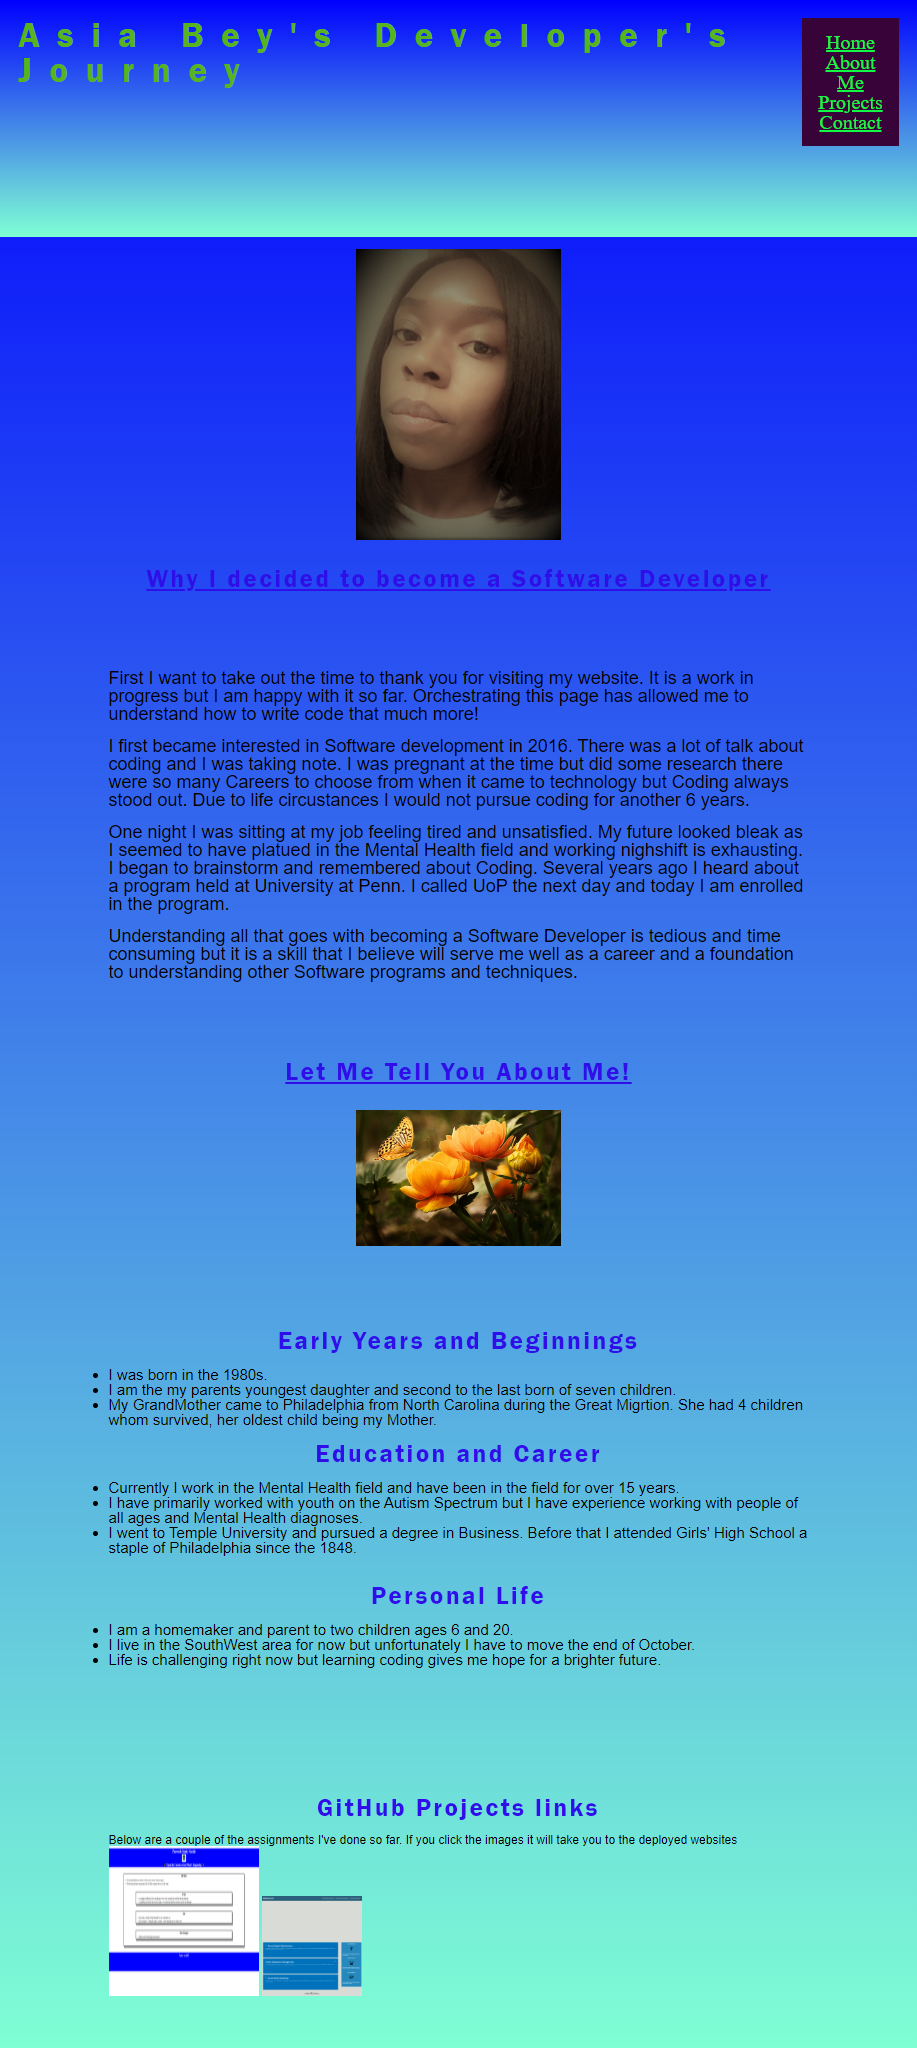 Asia Bey's Developer's
Journey
Home
About
Me
Projects
Contact
Why I decided to become a Software Developer
First I want to take out the time to thank you for visiting my website. It is a work in
progress but I am happy with it so far. Orchestrating this page has allowed me to
understand how to write code that much more!
I first became interested in Software development in 2016. There was a lot of talk about
coding and I was taking note. I was pregnant at the time but did some research there
were so many Careers to choose from when it came to technology but Coding always
stood out. Due to life circustances I would not pursue coding for another 6 years.
One night I was sitting at my job feeling tired and unsatisfied. My future looked bleak as
I seemed to have platued in the Mental Health field and working nighshift is exhausting.
I began to brainstorm and remembered about Coding. Several years ago I heard about
a program held at University at Penn. I called UoP the next day and today I am enrolled
in the program.
Understanding all that goes with becoming a Software Developer is tedious and time
consuming but it is a skill that I believe will serve me well as a career and a foundation
to understanding other Software programs and techniques.
Let Me Tell You About Me!
Early Years and Beginnings
• I was born in the 1980s.
• I am the my parents youngest daughter and second to the last born of seven children.
• My GrandMother came to Philadelphia from North Carolina during the Great Migrtion. She had 4 children
whom survived, her oldest child being my Mother.
Education and Career
• Currently I work in the Mental Health field and have been in the field for over 15 years.
• I have primarily worked with youth on the Autism Spectrum but I have experience working with people of
all ages and Mental Health diagnoses.
• I went to Temple University and pursued a degree in Business. Before that I attended Girls' High School a
staple of Philadelphia since the 1848.
Personal Life
• I am a homemaker and parent to two children ages 6 and 20.
• I live in the SouthWest area for now but unfortunately I have to move the end of October.
• Life is challenging right now but learning coding gives me hope for a brighter future.
GitHub Projects links
Below are a couple of the assignments I've done so far. If you click the images it will take you to the deployed websites